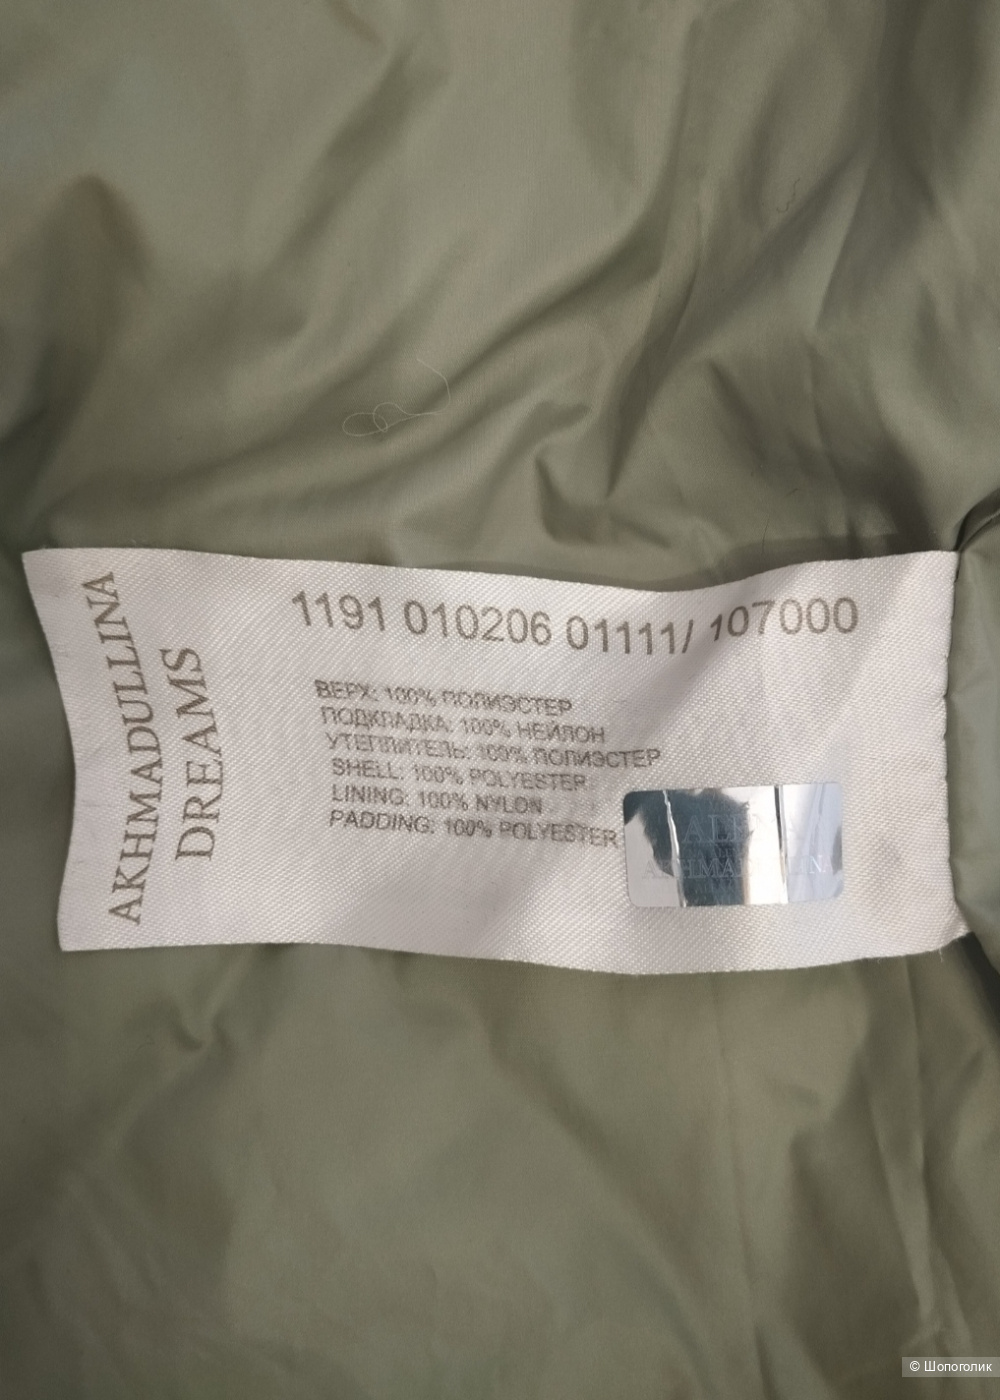 AKHMADULLINA
DREAMS
1191 010206 01111/ 107000
ВЕРХ: 100% ПОЛИЭСТЕР
ПОДКЛАДКА: 100% НЕЙЛОН
УТЕПЛИТЕЛЬ: 100% ПОЛИЭСТЕР
SHELL: 100% POLYESTER
LINING: 100% NYLON
PADDING: 100% POLYESTER
© Шопоголик